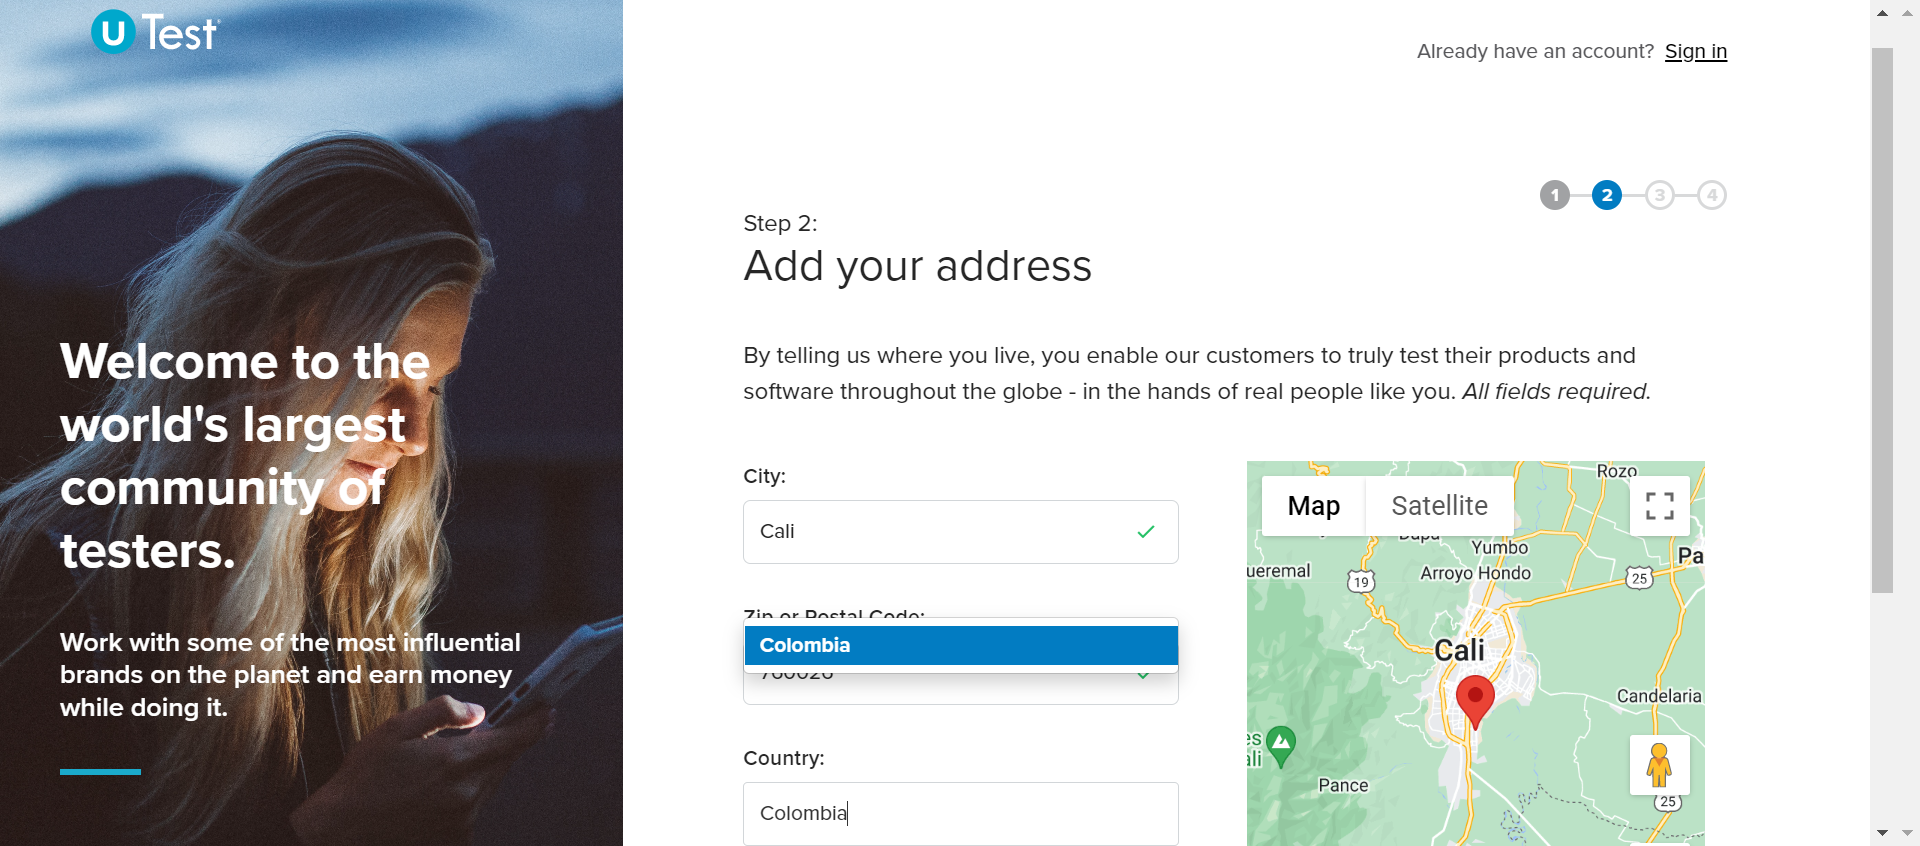 U Test
Already have an account? Sign in
1 2 3 4
Step 2:
Add your address
Welcome to the
world's largest
community of
testers.
Work with some of the most influential
brands on the planet and earn money
while doing it.
By telling us where you live, you enable our customers to truly test their products and
software throughout the globe - in the hands of real people like you. All fields required.
City:
Cali
Zip or Postal Code:
Colombia
760026
Country:
Colombia
Map Satellite
Rozo
Dapa
Yumbo
Arroyo Hondo
ueremal
19
25
Pa
Cali
Candelaria
es
ali
Pance
25